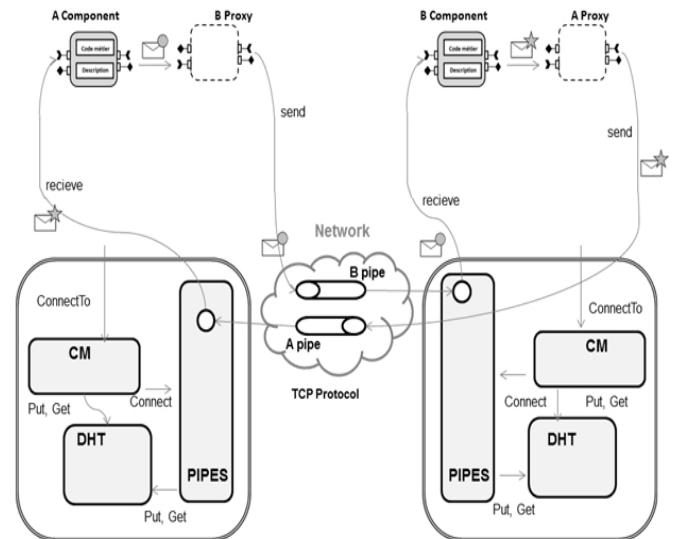 A Component
B Proxy
B Component
A Proxy
Code métier
Description
Code métier
Description
send
send
recieve
recieve
Network
B pipe
A pipe
TCP Protocol
ConnectTo
CM
Connect
Put, Get
DHT
PIPES
Put, Get
ConnectTo
CM
Connect
Put, Get
DHT
PIPES
Put, Get